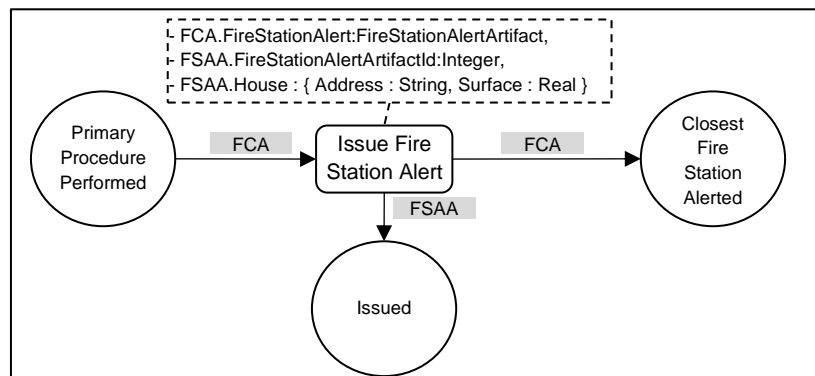 - FCA.FireStationAlert:FireStationAlertArtifact,
- FSAA.FireStationAlertArtifactId:Integer,
- FSAA.House : { Address : String, Surface : Real }
Primary
Procedure
Performed
FCA
Issue Fire
Station Alert
FCA
Closest
Fire
Station
Alerted
FSAA
Issued